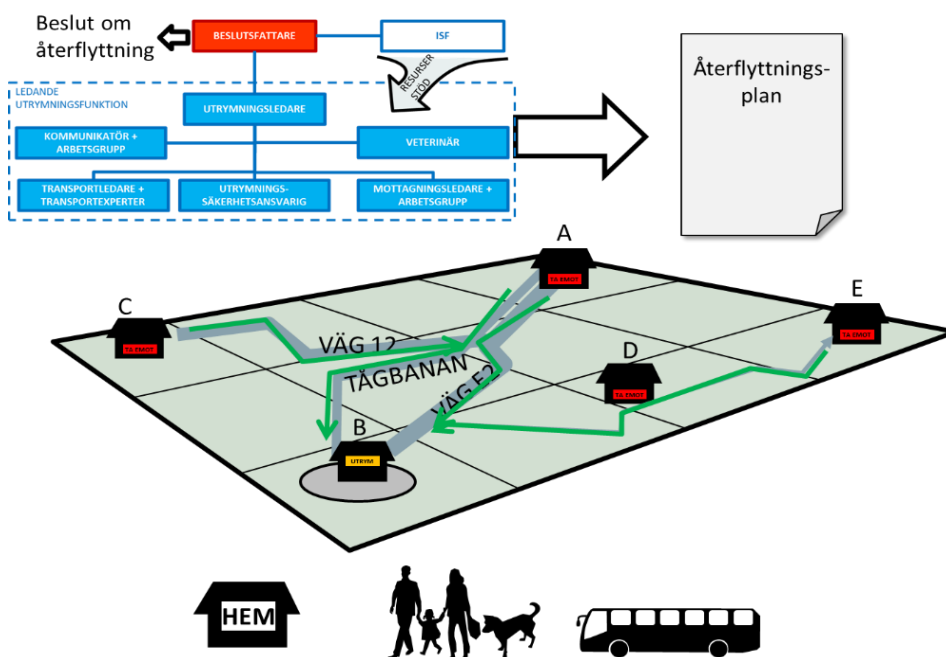 Beslut om
återflyttning
BESLUTSFATTARE
ISF
RESURSER
STÖD
LEDANDE
UTRYMNINGSFUNKTION
UTRYMNINGSLEDARE
KOMMUNIKATÖR +
ARBETSGRUPP
VETERINÄR
TRANSPORTLEDARE +
TRANSPORTEXPERTER
UTRYMNINGS-
SÄKERHETSANSVARIG
MOTTAGNINGSLEDARE +
ARBETSGRUPP
Återflyttnings-
plan
A
TA EMOT
C
TA EMOT
E
TA EMOT
D
TA EMOT
VÄG 12
TÅGBANAN
VÄG E2
B
UTRYM
HEM